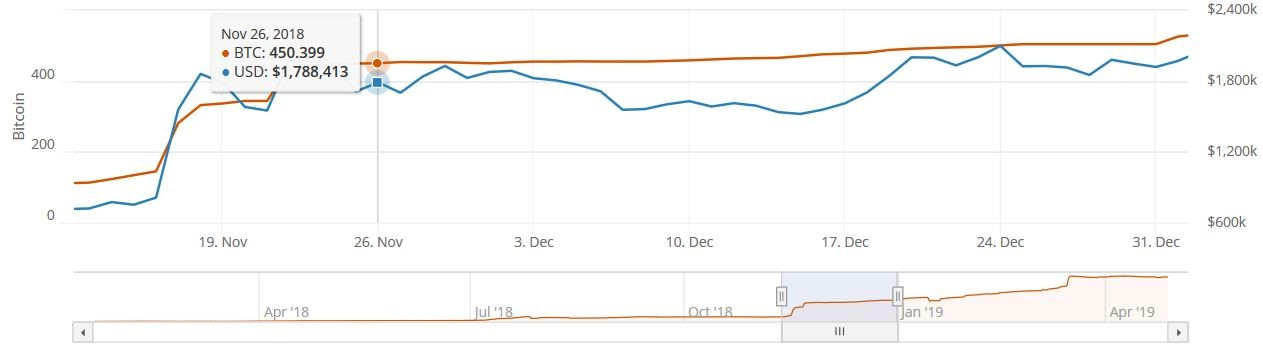 $2,400k
Nov 26, 2018
● BTC: 450.399
● USD: $1,788,413
400
$1,800k
Bitcoin
200
$1,200k
0
$600k
19. Nov
26. Nov
3. Dec
10. Dec
17. Dec
24. Dec
31. Dec
Apr '18
Jul '18
Oct '18
Jan '19
Apr '19